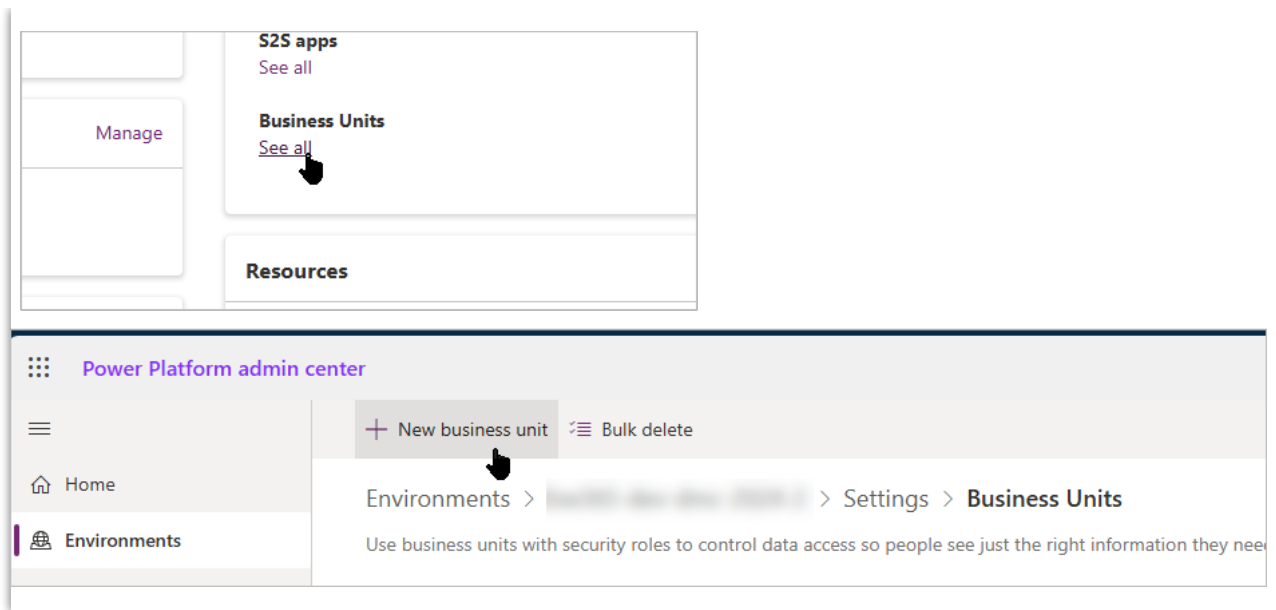 S2S apps
See all
Manage
Business Units
See all
Resources
Power Platform admin center
New business unit
Bulk delete
Home
Environments > > Settings > Business Units
Environments
Use business units with security roles to control data access so people see just the right information they